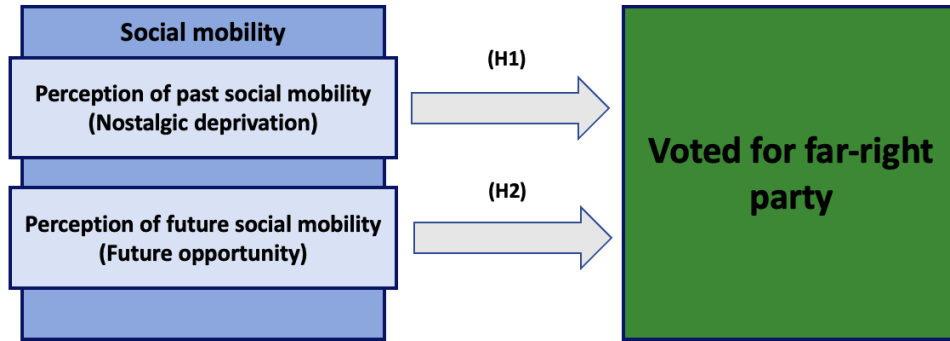 Social mobility
Perception of past social mobility
(Nostalgic deprivation)
(H1)
Perception of future social mobility
(Future opportunity)
(H2)
Voted for far-right
party